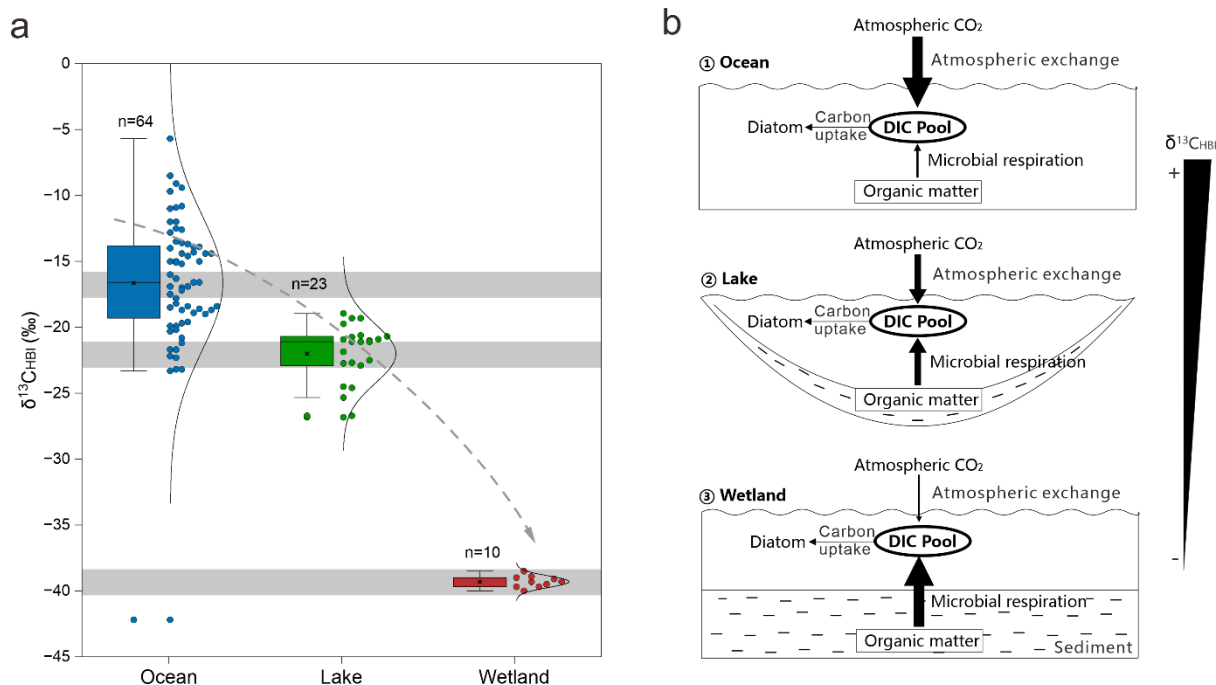 a
δ¹³CHBI (‰)
0
−5
−10
−15
−20
−25
−30
−35
−40
−45
n=64
n=23
n=10
Ocean
Lake
Wetland
b
Atmospheric CO₂
Atmospheric exchange
① Ocean
DIC Pool
Carbon
Diatom
uptake
Microbial respiration
Organic matter
Atmospheric CO₂
Atmospheric exchange
② Lake
DIC Pool
Carbon
Diatom
uptake
Microbial respiration
Organic matter
Atmospheric CO₂
Atmospheric exchange
③ Wetland
DIC Pool
Carbon
Diatom
uptake
Microbial respiration
Organic matter
Sediment
δ¹³CHBI
+
-